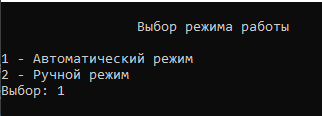 Выбор режима работы
1 - Автоматический режим
2 - Ручной режим
Выбор: 1